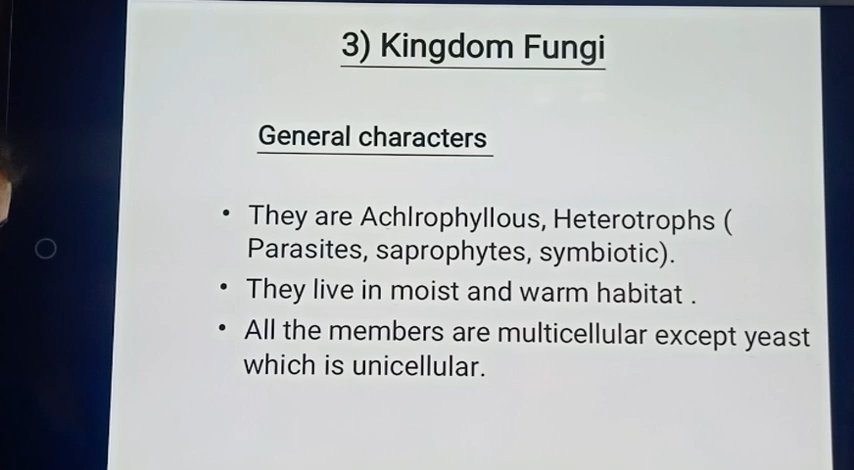 3) Kingdom Fungi
General characters
• They are Achlrophyllous, Heterotrophs (
Parasites, saprophytes, symbiotic).
• They live in moist and warm habitat .
• All the members are multicellular except yeast
which is unicellular.